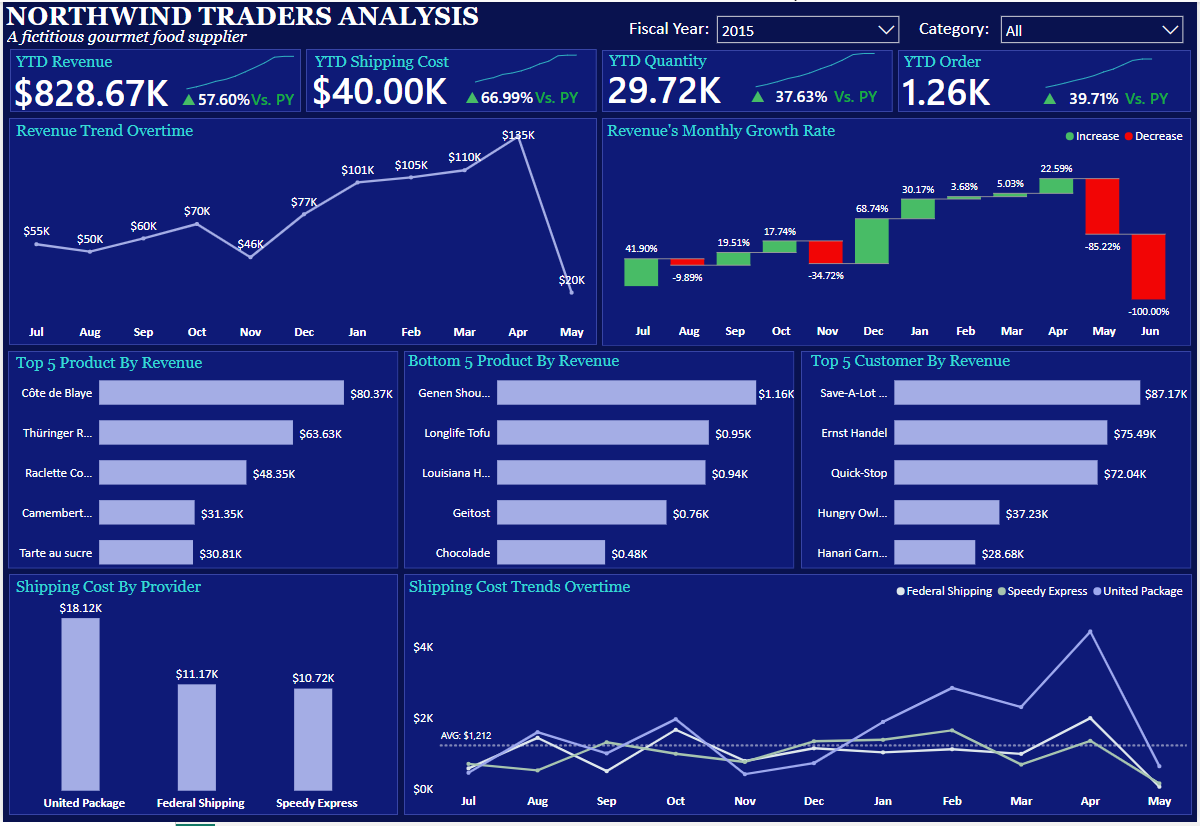 NORTHWIND TRADERS ANALYSIS
A fictitious gourmet food supplier
Fiscal Year: 2015 Category: All
YTD Revenue
$828.67K 57.60% Vs. PY
YTD Shipping Cost
$40.00K 66.99% Vs. PY
YTD Quantity
29.72K 37.63% Vs. PY
YTD Order
1.26K 39.71% Vs. PY
Revenue Trend Overtime
$55K $50K $60K $70K $46K $77K $101K $105K $110K $135K $20K
Jul Aug Sep Oct Nov Dec Jan Feb Mar Apr May
Revenue's Monthly Growth Rate
Increase Decrease
41.90% -9.89% 19.51% 17.74% -34.72% 68.74% 30.17% 3.68% 5.03% 22.59% -85.22% -100.00%
Jul Aug Sep Oct Nov Dec Jan Feb Mar Apr May Jun
Top 5 Product By Revenue
Côte de Blaye $80.37K
Thüringer R... $63.63K
Raclette Co... $48.35K
Camembert... $31.35K
Tarte au sucre $30.81K
Bottom 5 Product By Revenue
Genen Shou... $1.16K
Longlife Tofu $0.95K
Louisiana H... $0.94K
Geitost $0.76K
Chocolade $0.48K
Top 5 Customer By Revenue
Save-A-Lot ... $87.17K
Ernst Handel $75.49K
Quick-Stop $72.04K
Hungry Owl... $37.23K
Hanari Carn... $28.68K
Shipping Cost By Provider
$18.12K $11.17K $10.72K
United Package Federal Shipping Speedy Express
Shipping Cost Trends Overtime
Federal Shipping Speedy Express United Package
$4K
$2K
AVG: $1,212
$0K
Jul Aug Sep Oct Nov Dec Jan Feb Mar Apr May